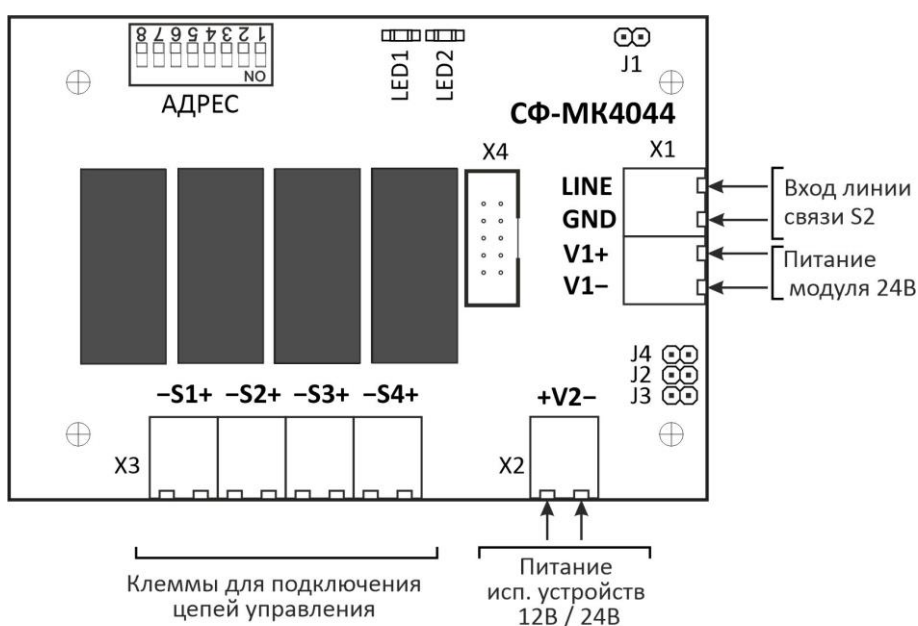 8 7 6 5 4 3 2 1
ON
АДРЕС
LED1
LED2
J1
СФ-МК4044
X4
X1
LINE
GND
V1+
V1−
Вход линии
связи S2
Питание
модуля 24В
J4
J2
J3
−S1+ −S2+ −S3+ −S4+
+V2−
X3
X2
Клеммы для подключения
цепей управления
Питание
исп. устройств
12В / 24В